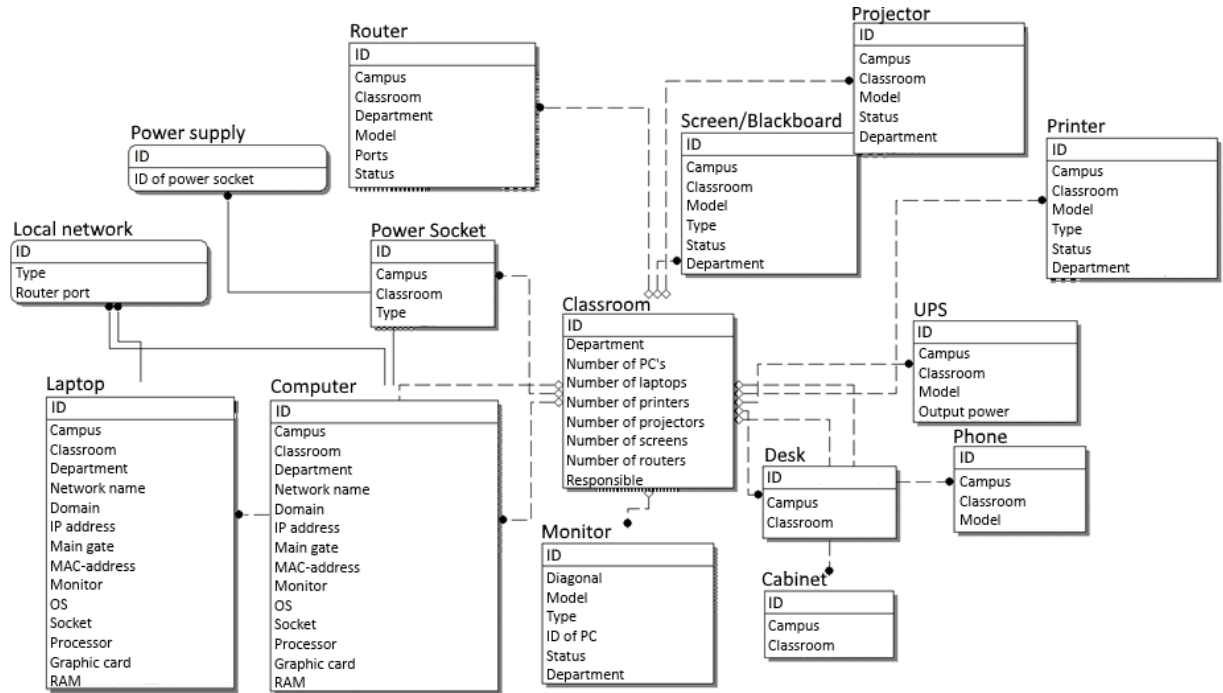 Router
ID
Campus
Classroom
Department
Model
Ports
Status
Projector
ID
Campus
Classroom
Model
Status
Department
Screen/Blackboard
ID
Campus
Classroom
Model
Type
Status
Department
Printer
ID
Campus
Classroom
Model
Type
Status
Department
Power supply
ID
ID of power socket
Local network
ID
Type
Router port
Power Socket
ID
Campus
Classroom
Type
Classroom
ID
Department
Number of PC's
Number of laptops
Number of printers
Number of projectors
Number of screens
Number of routers
Responsible
UPS
ID
Campus
Classroom
Model
Output power
Laptop
ID
Campus
Classroom
Department
Network name
Domain
IP address
Main gate
MAC-address
Monitor
OS
Socket
Processor
Graphic card
RAM
Computer
ID
Campus
Classroom
Department
Network name
Domain
IP address
Main gate
MAC-address
Monitor
OS
Socket
Processor
Graphic card
RAM
Monitor
ID
Diagonal
Model
Type
ID of PC
Status
Department
Desk
ID
Campus
Classroom
Phone
ID
Campus
Classroom
Model
Cabinet
ID
Campus
Classroom